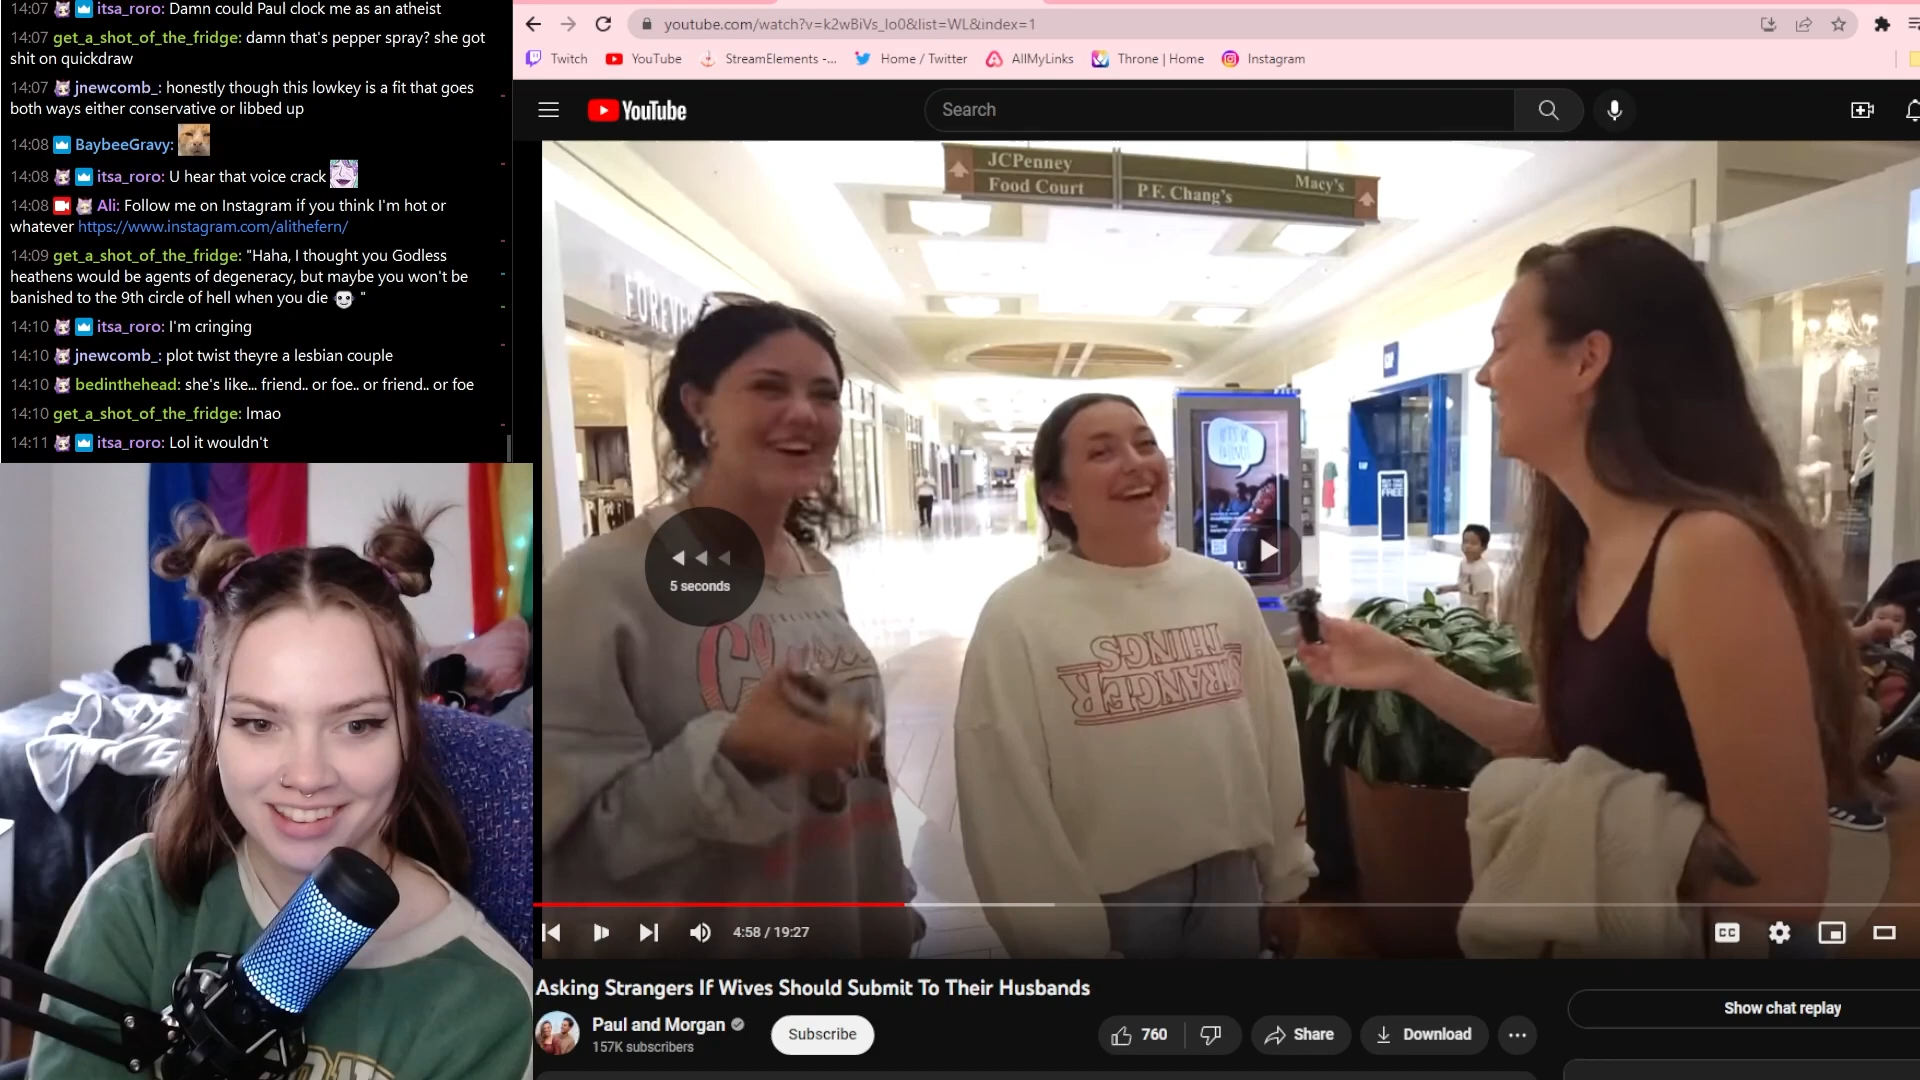 14:07 itsa_roro: Damn could Paul clock me as an atheist
14:07 get_a_shot_of_the_fridge: damn that's pepper spray? she got
shit on quickdraw
14:07 jnewcomb_: honestly though this lowkey is a fit that goes
both ways either conservative or libbed up
14:08 BaybeeGravy:
14:08 itsa_roro: U hear that voice crack
14:08 Ali: Follow me on Instagram if you think I'm hot or
whatever https://www.instagram.com/alithefern/
14:09 get_a_shot_of_the_fridge: "Haha, I thought you Godless
heathens would be agents of degeneracy, but maybe you won't be
banished to the 9th circle of hell when you die "
14:10 itsa_roro: I'm cringing
14:10 jnewcomb_: plot twist theyre a lesbian couple
14:10 bedinthehead: she's like... friend.. or foe.. or friend.. or foe
14:10 get_a_shot_of_the_fridge: lmao
14:11 itsa_roro: Lol it wouldn't
youtube.com/watch?v=k2wBiVs_lo0&list=WL&index=1
Twitch YouTube StreamElements -... Home / Twitter AllMyLinks Throne | Home Instagram
YouTube
Search
JCPenney
Food Court
P.F. Chang's
Macy's
FOREVE
GAP
FREE
5 seconds
STRANGER
THINGS
4:58 / 19:27
CC
Asking Strangers If Wives Should Submit To Their Husbands
Paul and Morgan
157K subscribers
Subscribe
760
Share
Download
Show chat replay